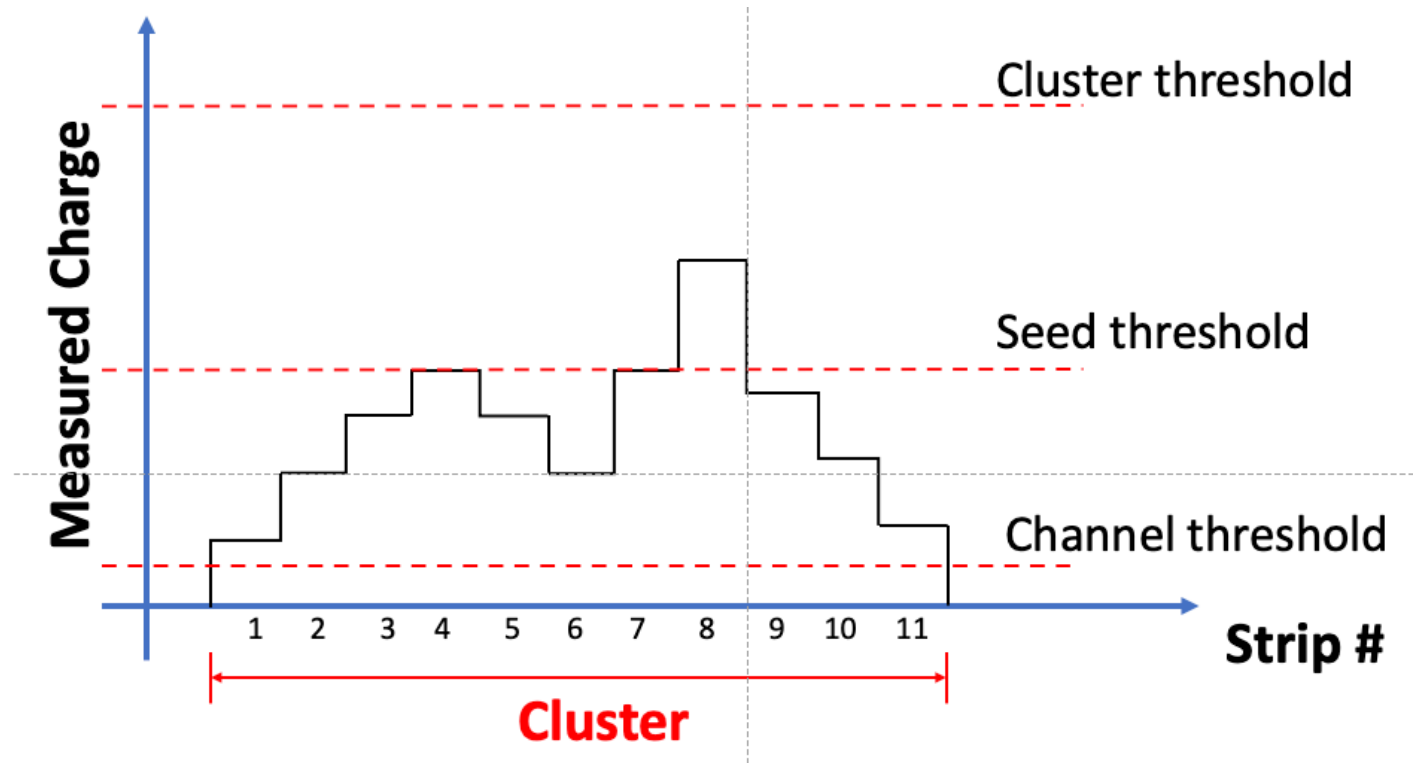 Cluster threshold
Measured Charge
Seed threshold
Channel threshold
1 2 3 4 5 6 7 8 9 10 11
Strip #
Cluster